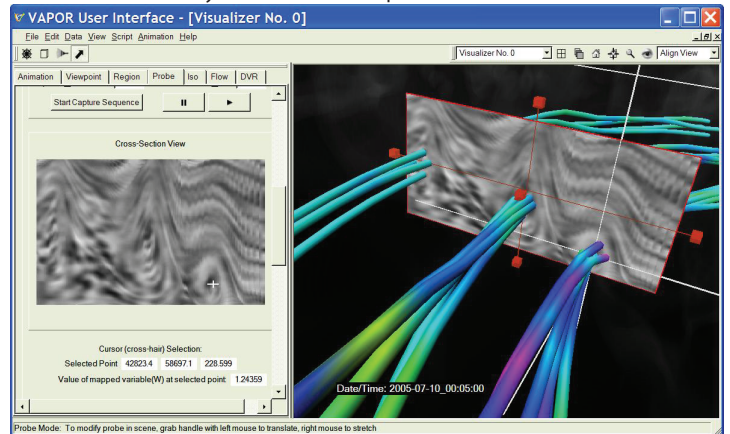 VAPOR User Interface - [Visualizer No. 0]
File Edit Data View Script Animation Help
Visualizer No. 0
Align View
Animation Viewpoint Region Probe Iso Flow DVR
Start Capture Sequence
Cross-Section View
Cursor (cross-hair) Selection:
Selected Point 42823.4 58697.1 228.599
Value of mapped variable(W) at selected point 1.24359
Date/Time: 2005-07-10_00:05:00
Probe Mode: To modify probe in scene, grab handle with left mouse to translate, right mouse to stretch